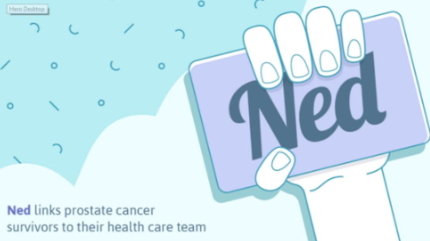 Ned
Ned links prostate cancer
survivors to their health care team